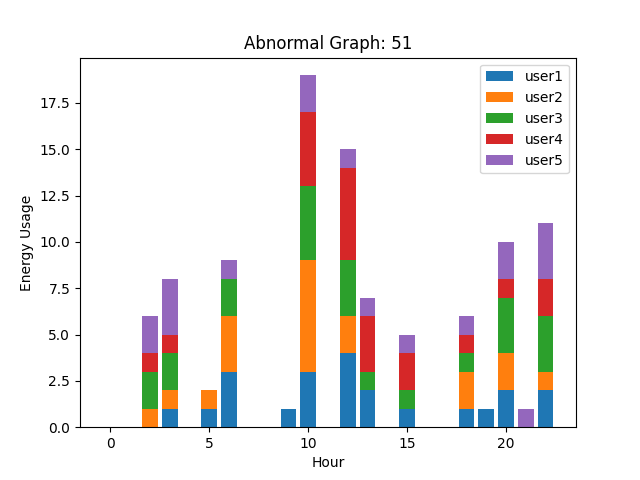 Abnormal Graph: 51
user1
user2
user3
user4
user5
17.5
15.0
12.5
10.0
7.5
5.0
2.5
0.0
Energy Usage
0 5 10 15 20
Hour